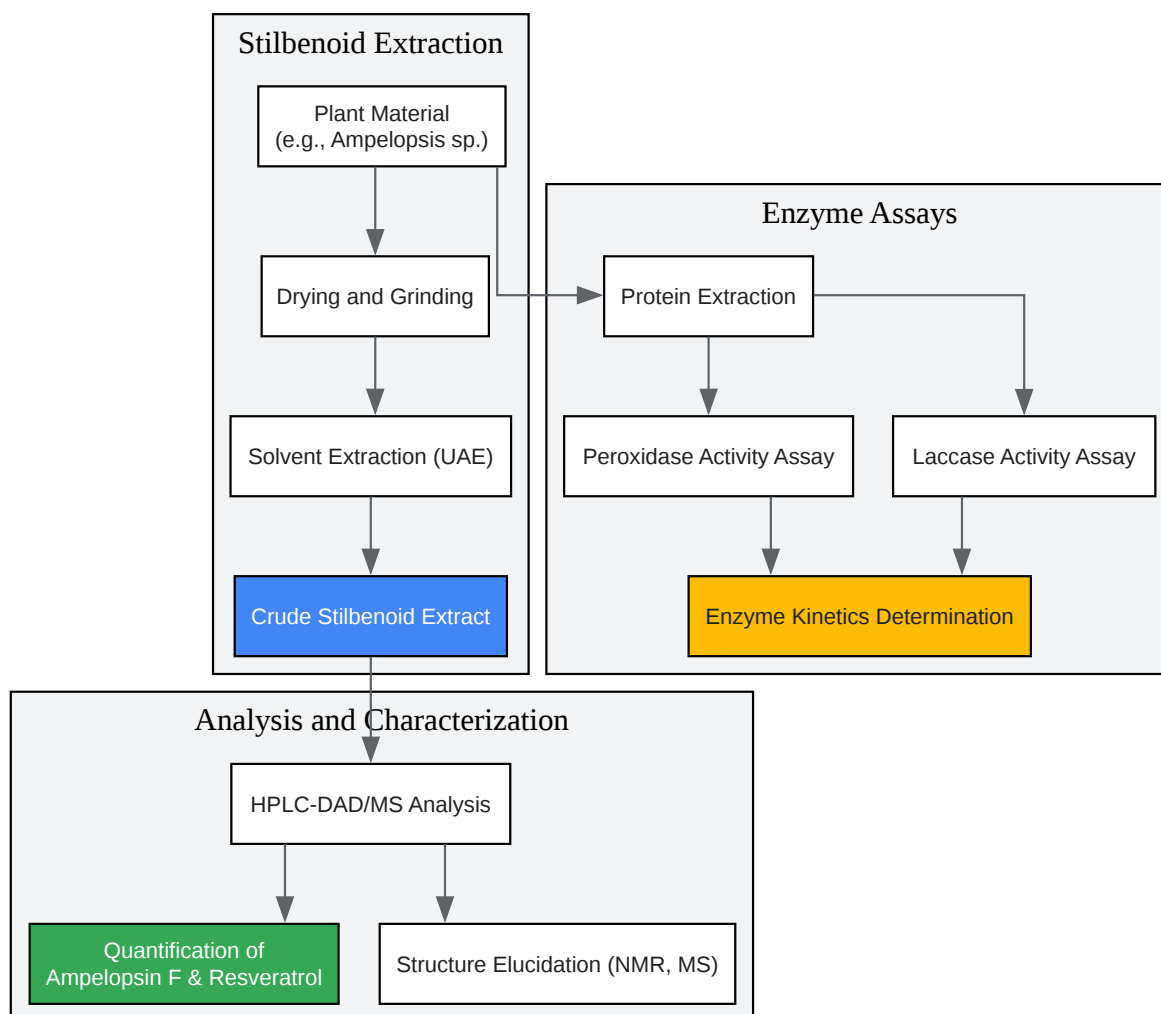 Stilbenoid Extraction
Plant Material
(e.g., Ampelopsis sp.)
Drying and Grinding
Solvent Extraction (UAE)
Crude Stilbenoid Extract
Enzyme Assays
Protein Extraction
Peroxidase Activity Assay
Laccase Activity Assay
Enzyme Kinetics Determination
Analysis and Characterization
HPLC-DAD/MS Analysis
Quantification of
Ampelopsin F & Resveratrol
Structure Elucidation (NMR, MS)